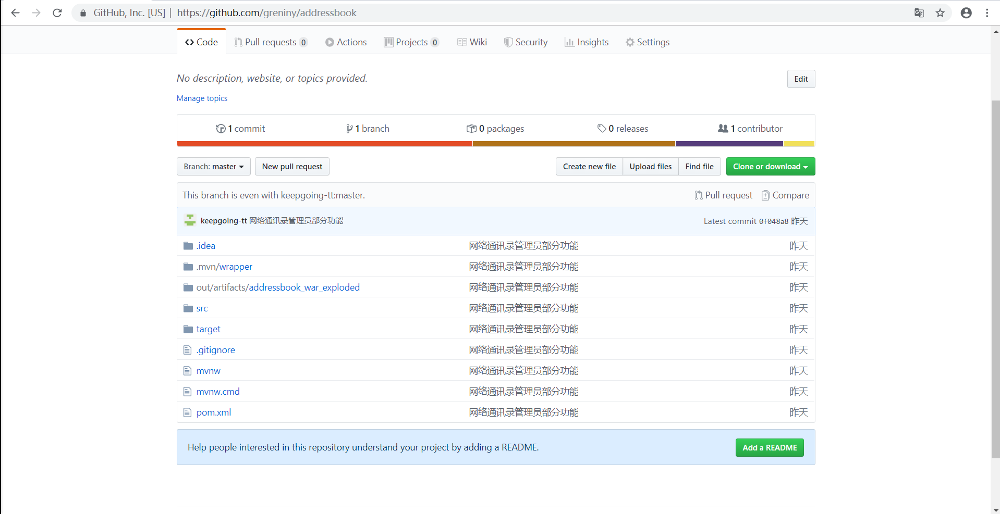 GitHub, Inc. [US] | https://github.com/greniny/addressbook
Code Pull requests 0 Actions Projects 0 Wiki Security Insights Settings
No description, website, or topics provided. Edit
Manage topics
1 commit 1 branch 0 packages 0 releases 1 contributor
Branch: master New pull request Create new file Upload files Find file Clone or download
This branch is even with keepgoing-tt:master. Pull request Compare
keepgoing-tt 网络通讯录管理员部分功能 Latest commit 0f048a8 昨天
.idea 网络通讯录管理员部分功能 昨天
.mvn/wrapper 网络通讯录管理员部分功能 昨天
out/artifacts/addressbook_war_exploded 网络通讯录管理员部分功能 昨天
src 网络通讯录管理员部分功能 昨天
target 网络通讯录管理员部分功能 昨天
.gitignore 网络通讯录管理员部分功能 昨天
mvnw 网络通讯录管理员部分功能 昨天
mvnw.cmd 网络通讯录管理员部分功能 昨天
pom.xml 网络通讯录管理员部分功能 昨天
Help people interested in this repository understand your project by adding a README. Add a README